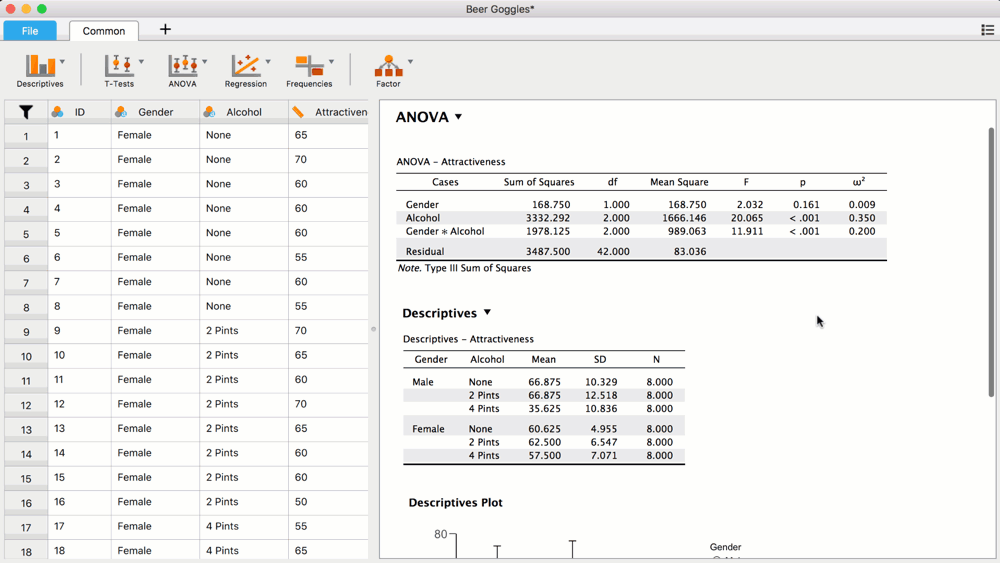 Beer Goggles*
File Common +
Descriptives T-Tests ANOVA Regression Frequencies Factor
ID Gender Alcohol Attractiven
1 1 Female None 65
2 2 Female None 70
3 3 Female None 60
4 4 Female None 60
5 5 Female None 60
6 6 Female None 55
7 7 Female None 60
8 8 Female None 55
9 9 Female 2 Pints 70
10 10 Female 2 Pints 65
11 11 Female 2 Pints 60
12 12 Female 2 Pints 70
13 13 Female 2 Pints 65
14 14 Female 2 Pints 60
15 15 Female 2 Pints 60
16 16 Female 2 Pints 50
17 17 Female 4 Pints 55
18 18 Female 4 Pints 65
ANOVA
ANOVA - Attractiveness
Cases Sum of Squares df Mean Square F p ω²
Gender 168.750 1.000 168.750 2.032 0.161 0.009
Alcohol 3332.292 2.000 1666.146 20.065 < .001 0.350
Gender * Alcohol 1978.125 2.000 989.063 11.911 < .001 0.200
Residual 3487.500 42.000 83.036
Note. Type III Sum of Squares
Descriptives
Descriptives - Attractiveness
Gender Alcohol Mean SD N
Male None 66.875 10.329 8.000
2 Pints 66.875 12.518 8.000
4 Pints 35.625 10.836 8.000
Female None 60.625 4.955 8.000
2 Pints 62.500 6.547 8.000
4 Pints 57.500 7.071 8.000
Descriptives Plot
80
Gender